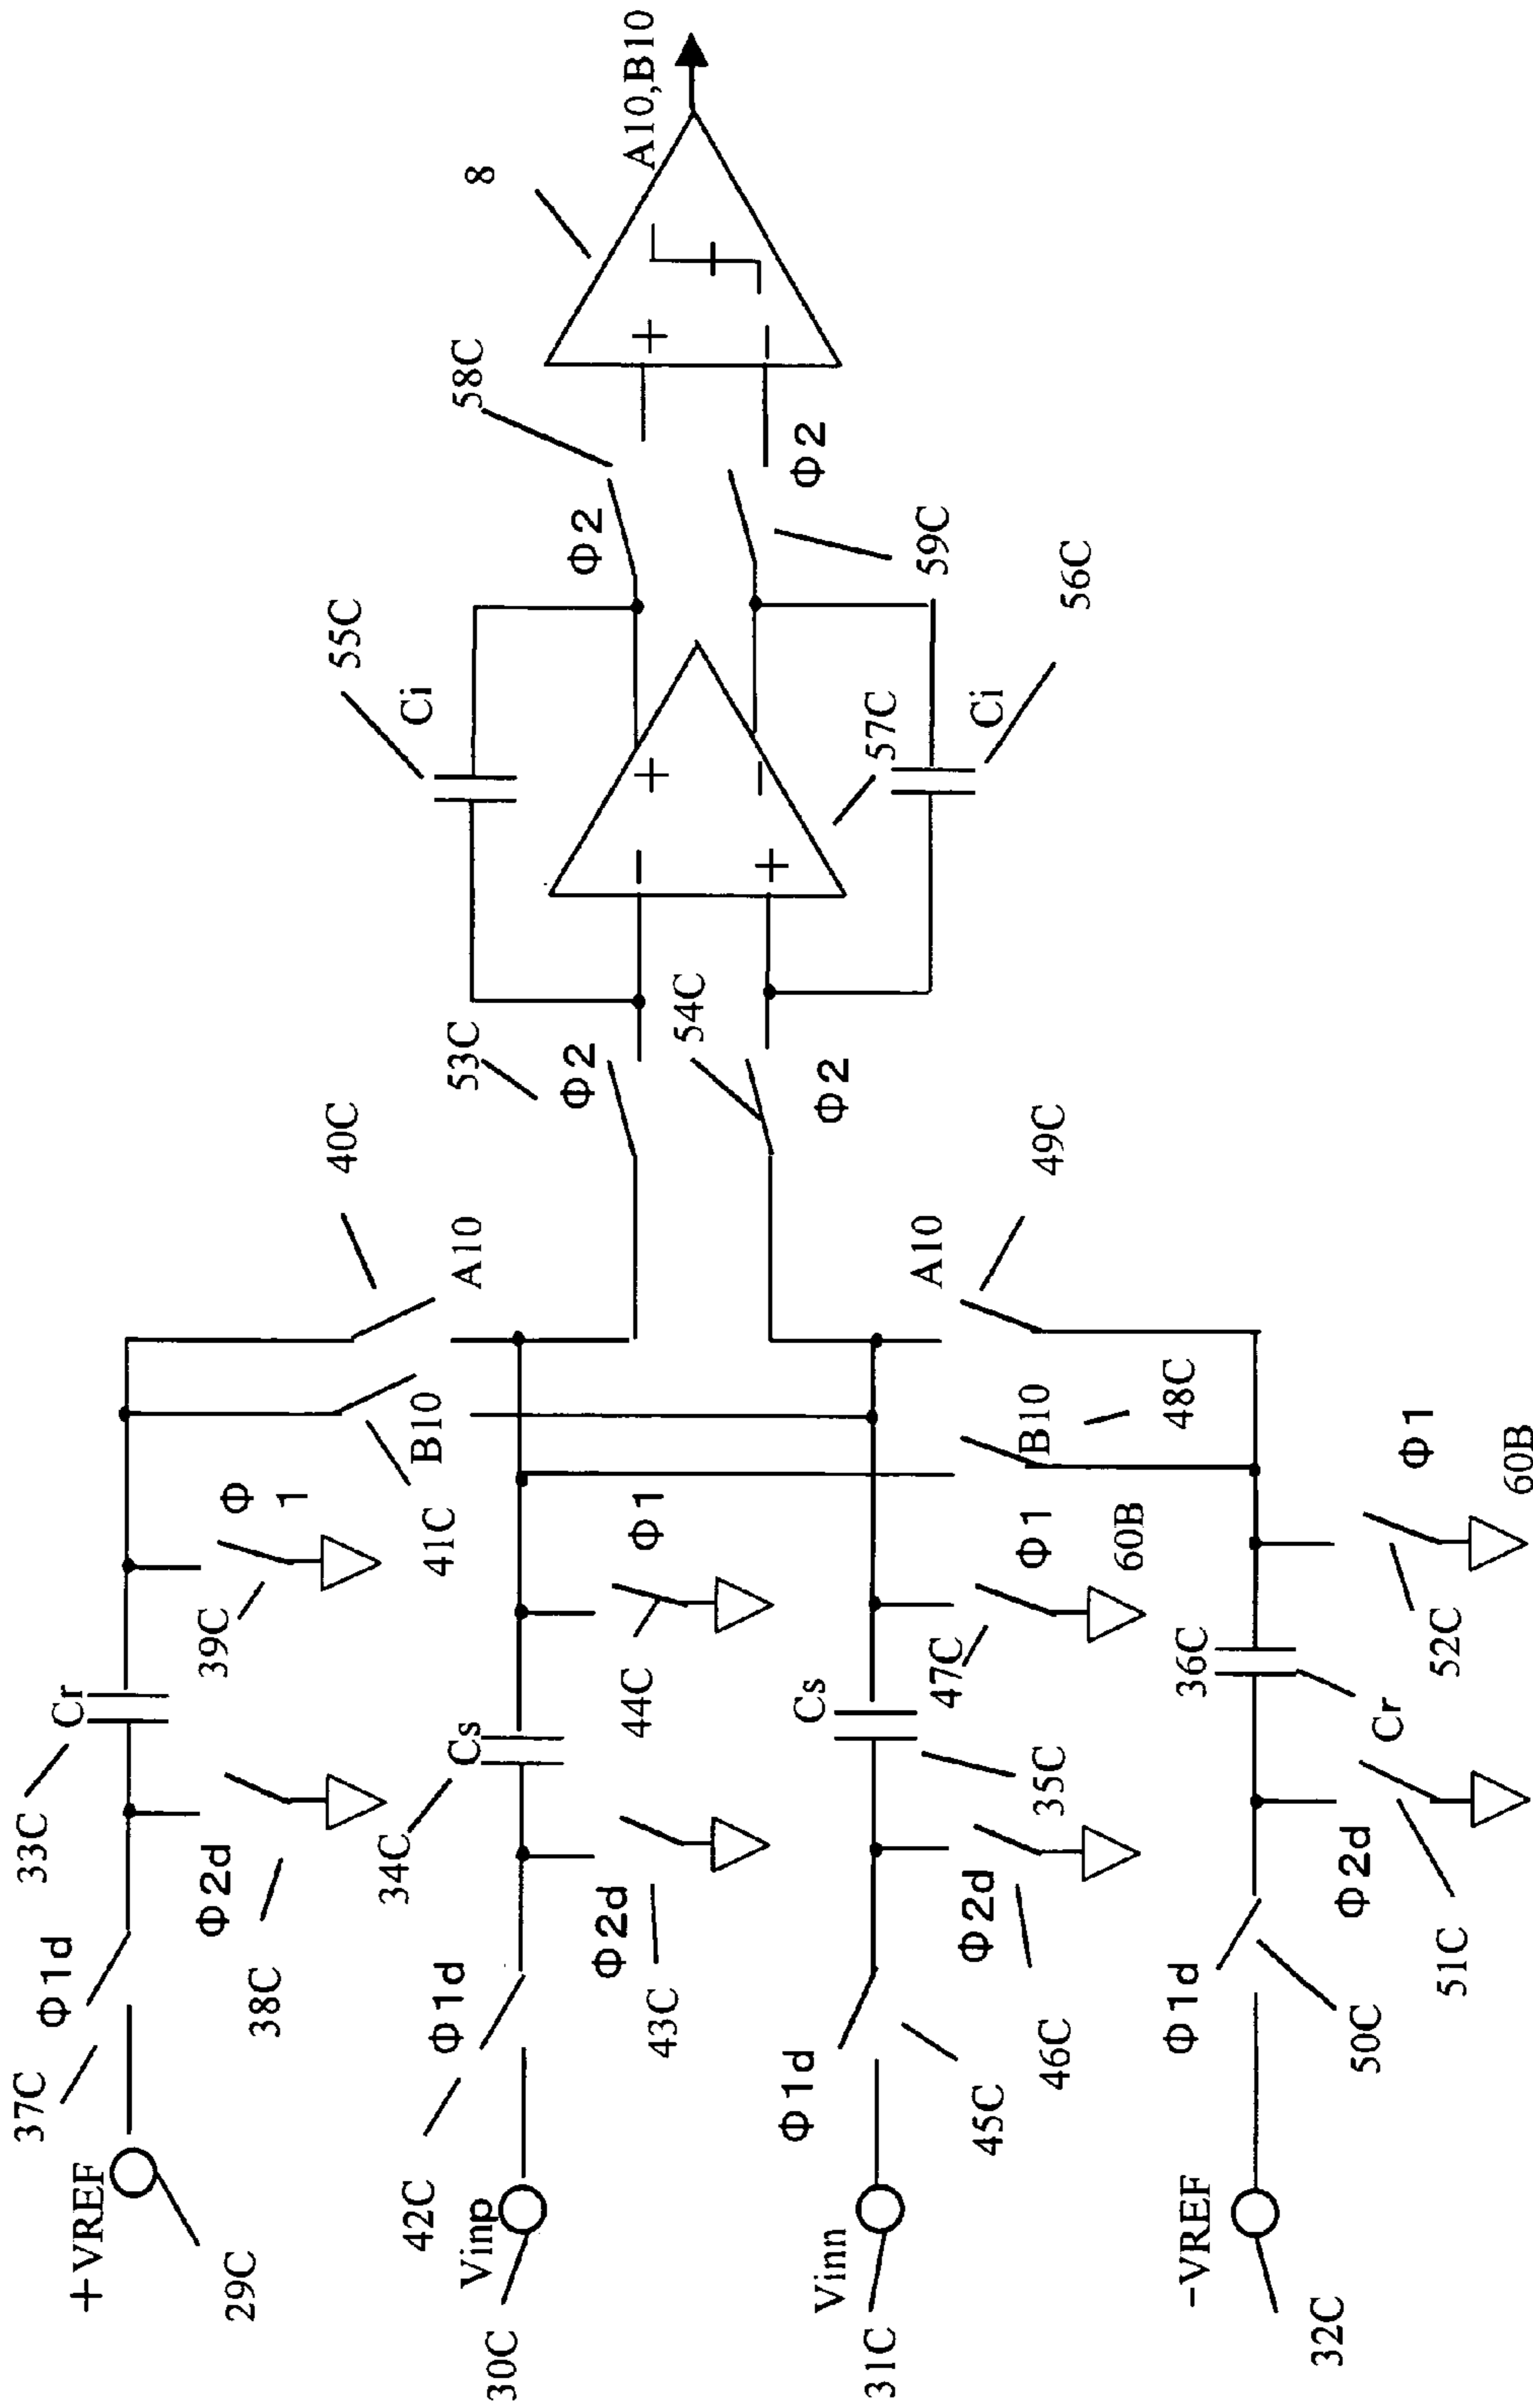 +VREF
29C
37C
Φ1d
33C
Cr
Φ2d
38C
39C
Φ
1
40C
A10
41C
B10
42C
Vinp
30C
Φ1d
34C
Cs
Φ2d
43C
44C
Φ1
53C
Φ2
54C
Φ2
55C
Ci
+
−
+
−
57C
Ci
56C
Φ2
58C
Φ2
59C
8
+
−
A10,B10
Vinn
31C
Φ1d
45C
Cs
35C
Φ2d
46C
47C
Φ1
60B
B10
48C
A10
49C
-VREF
32C
Φ1d
50C
36C
Cr
Φ2d
51C
52C
Φ1
60B